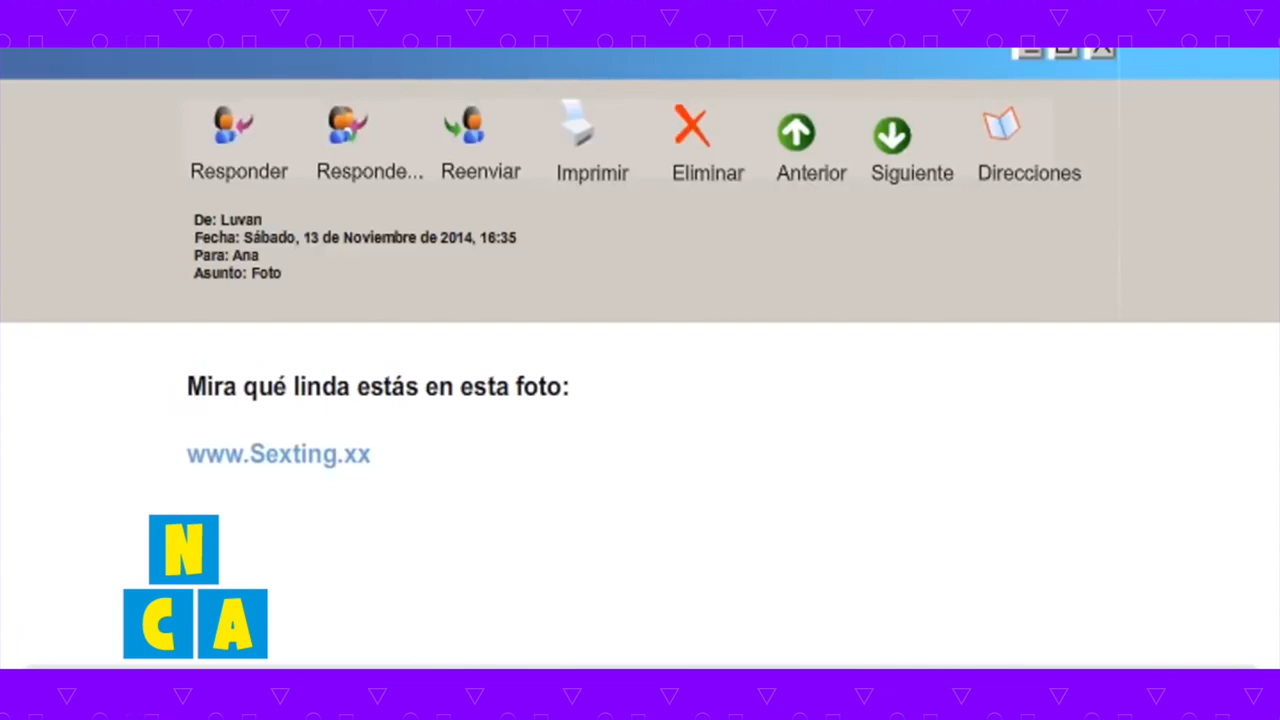 Responder Responde... Reenviar Imprimir Eliminar Anterior Siguiente Direcciones
De: Luvan
Fecha: Sábado, 13 de Noviembre de 2014, 16:35
Para: Ana
Asunto: Foto
Mira qué linda estás en esta foto:
www.Sexting.xx
N
CA